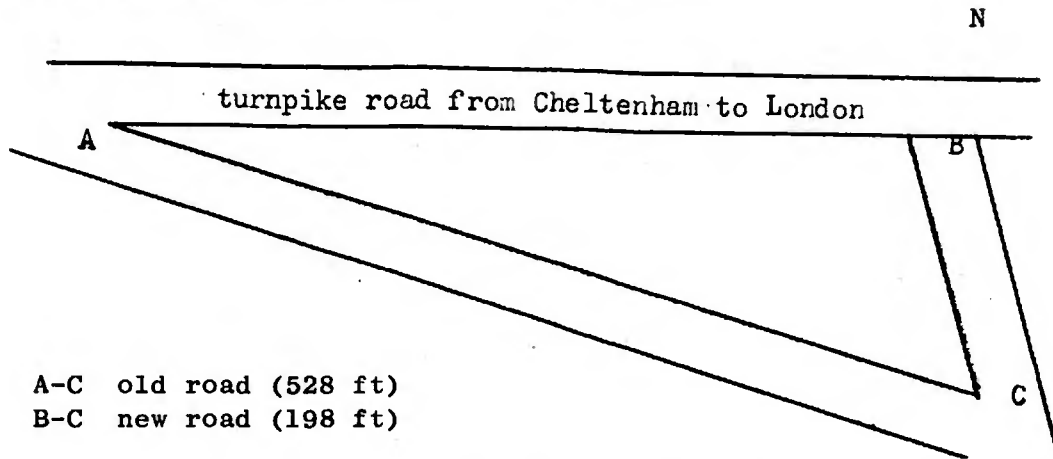 N
turnpike road from Cheltenham to London
A
B
A-C old road (528 ft)
B-C new road (198 ft)
C